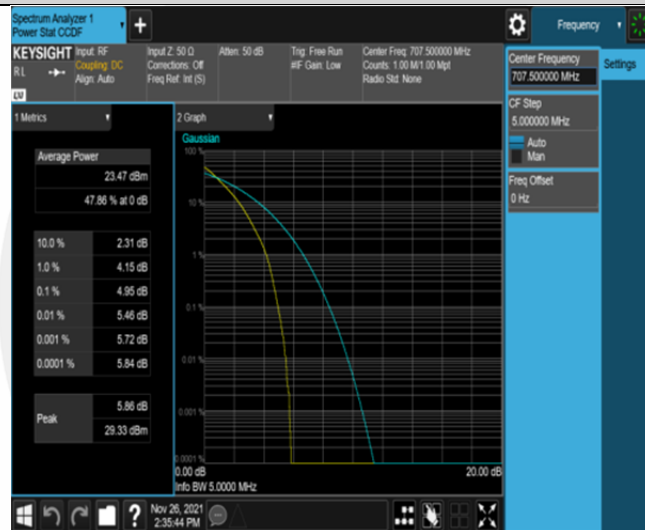 Spectrum Analyzer 1
Power Stat CCDF
Frequency
KEYSIGHT
RL
LXI
Input: RF
Coupling: DC
Align: Auto
Input Z: 50 Ω
Corrections: Off
Freq Ref: Int (S)
Atten: 50 dB
Trig: Free Run
#IF Gain: Low
Center Freq: 707.500000 MHz
Counts: 1.00 M/1.00 Mpt
Radio Std: None
Center Frequency
707.500000 MHz
Settings
CF Step
5.000000 MHz
Auto
Man
Freq Offset
0 Hz
1 Metrics
Average Power
23.47 dBm
47.86 % at 0 dB
10.0 % 2.31 dB
1.0 % 4.15 dB
0.1 % 4.95 dB
0.01 % 5.46 dB
0.001 % 5.72 dB
0.0001 % 5.84 dB
Peak
5.86 dB
29.33 dBm
2 Graph
Gaussian
100 %
10 %
1 %
0.1 %
0.01 %
0.001 %
0.0001 %
0.00 dB 20.00 dB
Info BW 5.0000 MHz
?
Nov 26, 2021
2:35:44 PM